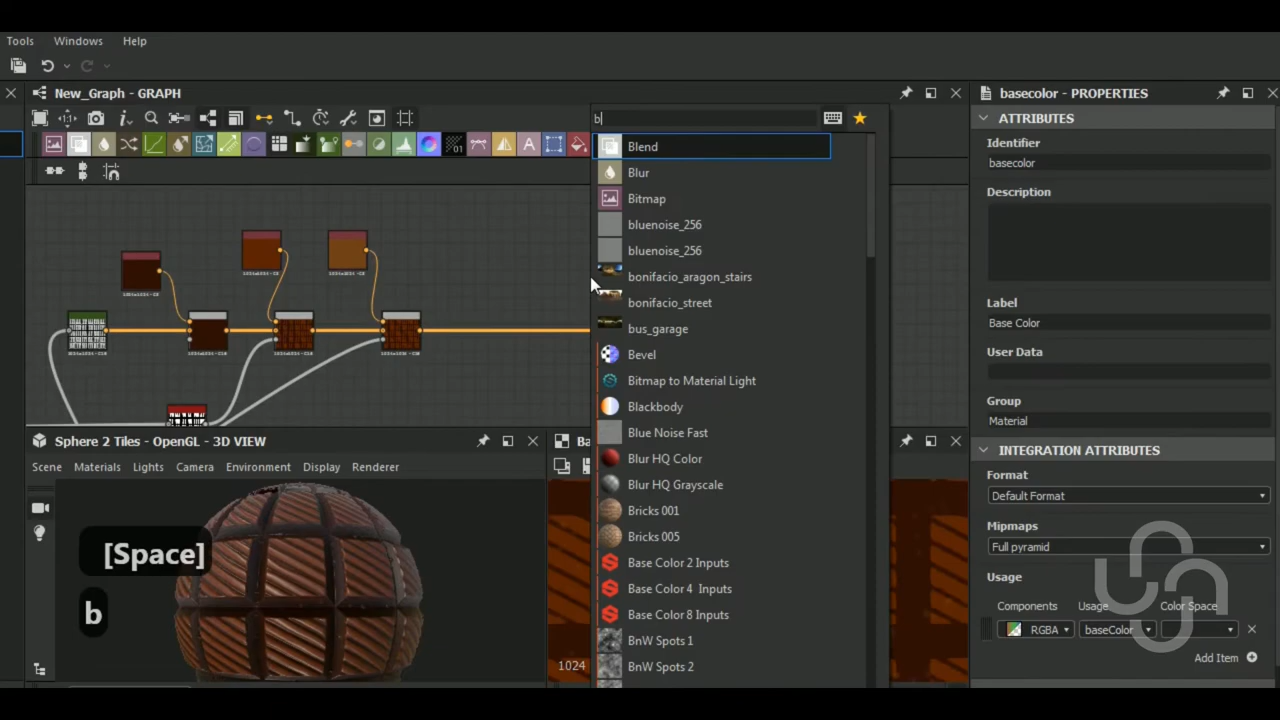 Tools Windows Help
New_Graph - GRAPH
b
basecolor - PROPERTIES
ATTRIBUTES
Identifier
basecolor
Description
Label
Base Color
User Data
Group
Material
INTEGRATION ATTRIBUTES
Format
Default Format
Mipmaps
Full pyramid
Usage
Components Usage Color Space
RGBA baseColor
Add Item
Blend
Blur
Bitmap
bluenoise_256
bluenoise_256
bonifacio_aragon_stairs
bonifacio_street
bus_garage
Bevel
Bitmap to Material Light
Blackbody
Blue Noise Fast
Blur HQ Color
Blur HQ Grayscale
Bricks 001
Bricks 005
Base Color 2 Inputs
Base Color 4 Inputs
Base Color 8 Inputs
BnW Spots 1
BnW Spots 2
Sphere 2 Tiles - OpenGL - 3D VIEW
Scene Materials Lights Camera Environment Display Renderer
[Space]
b
1024